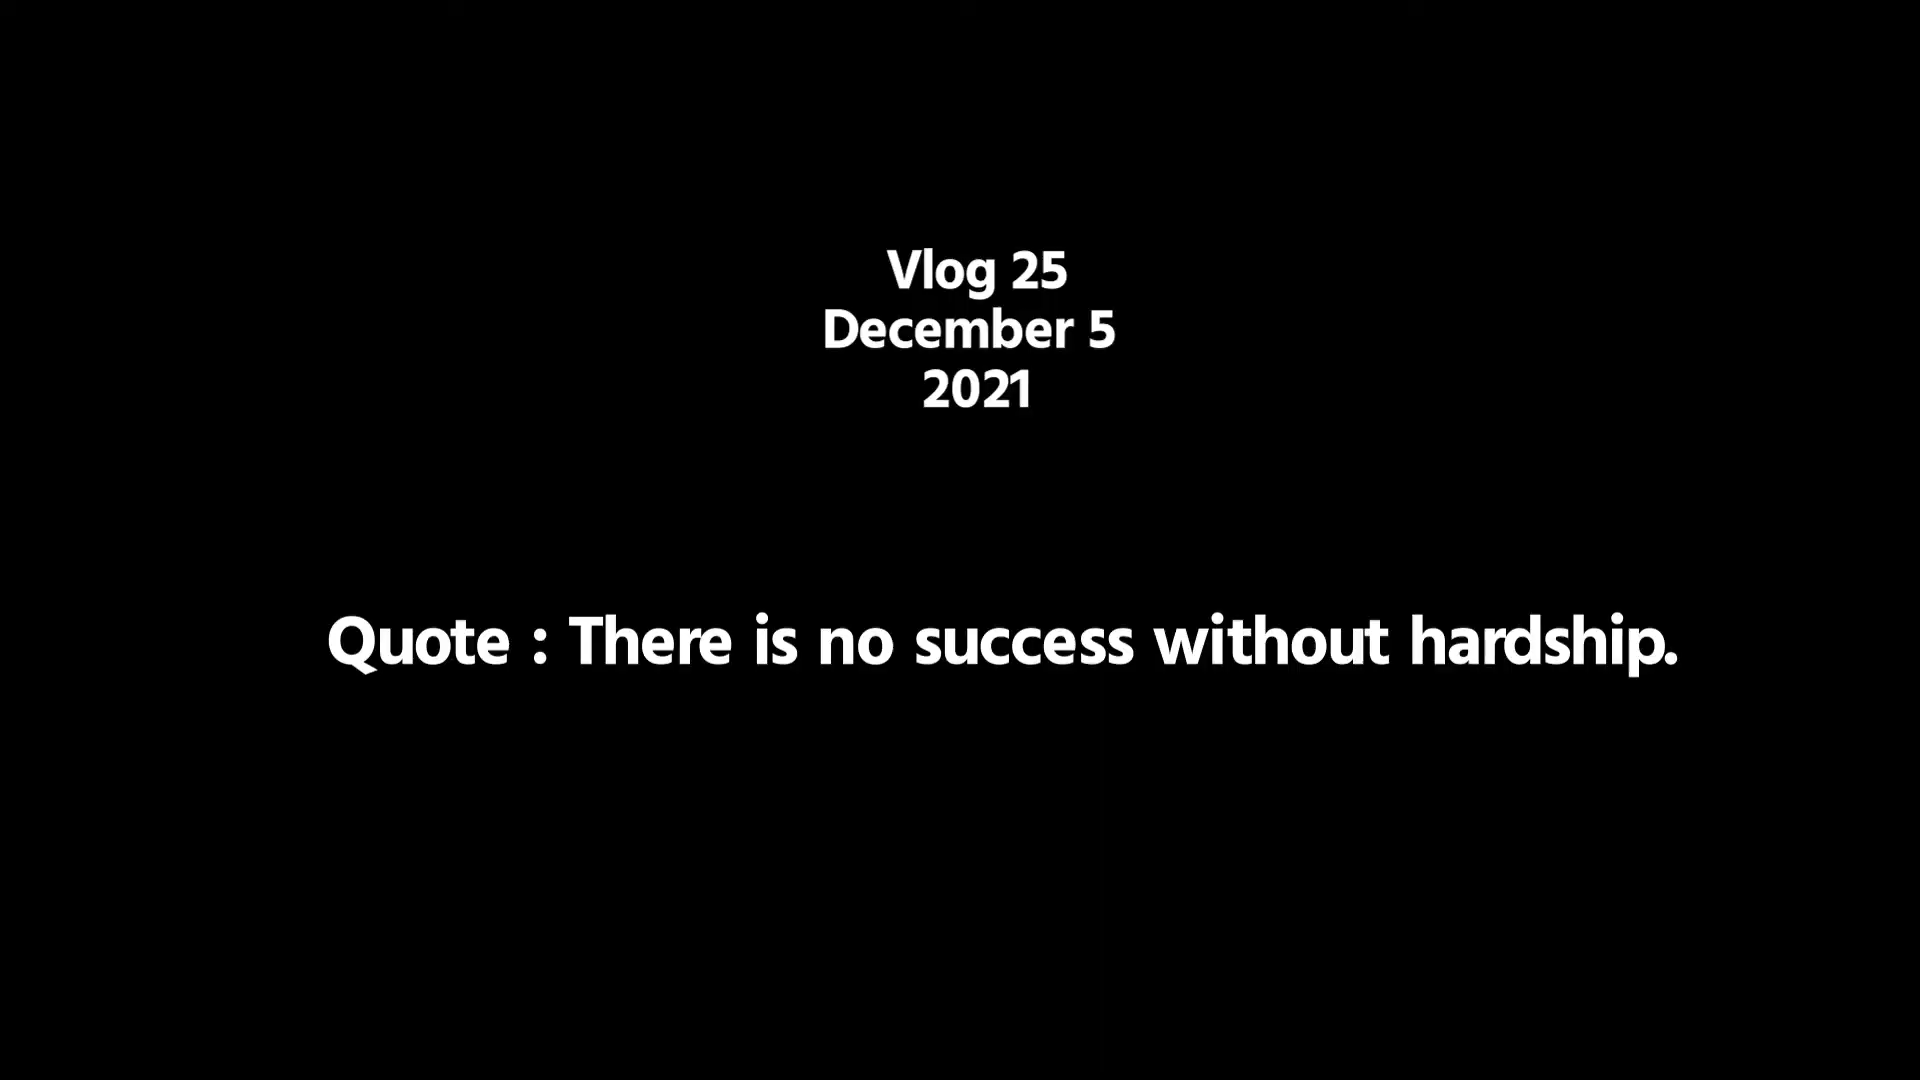 Vlog 25
December 5
2021
Quote : There is no success without hardship.